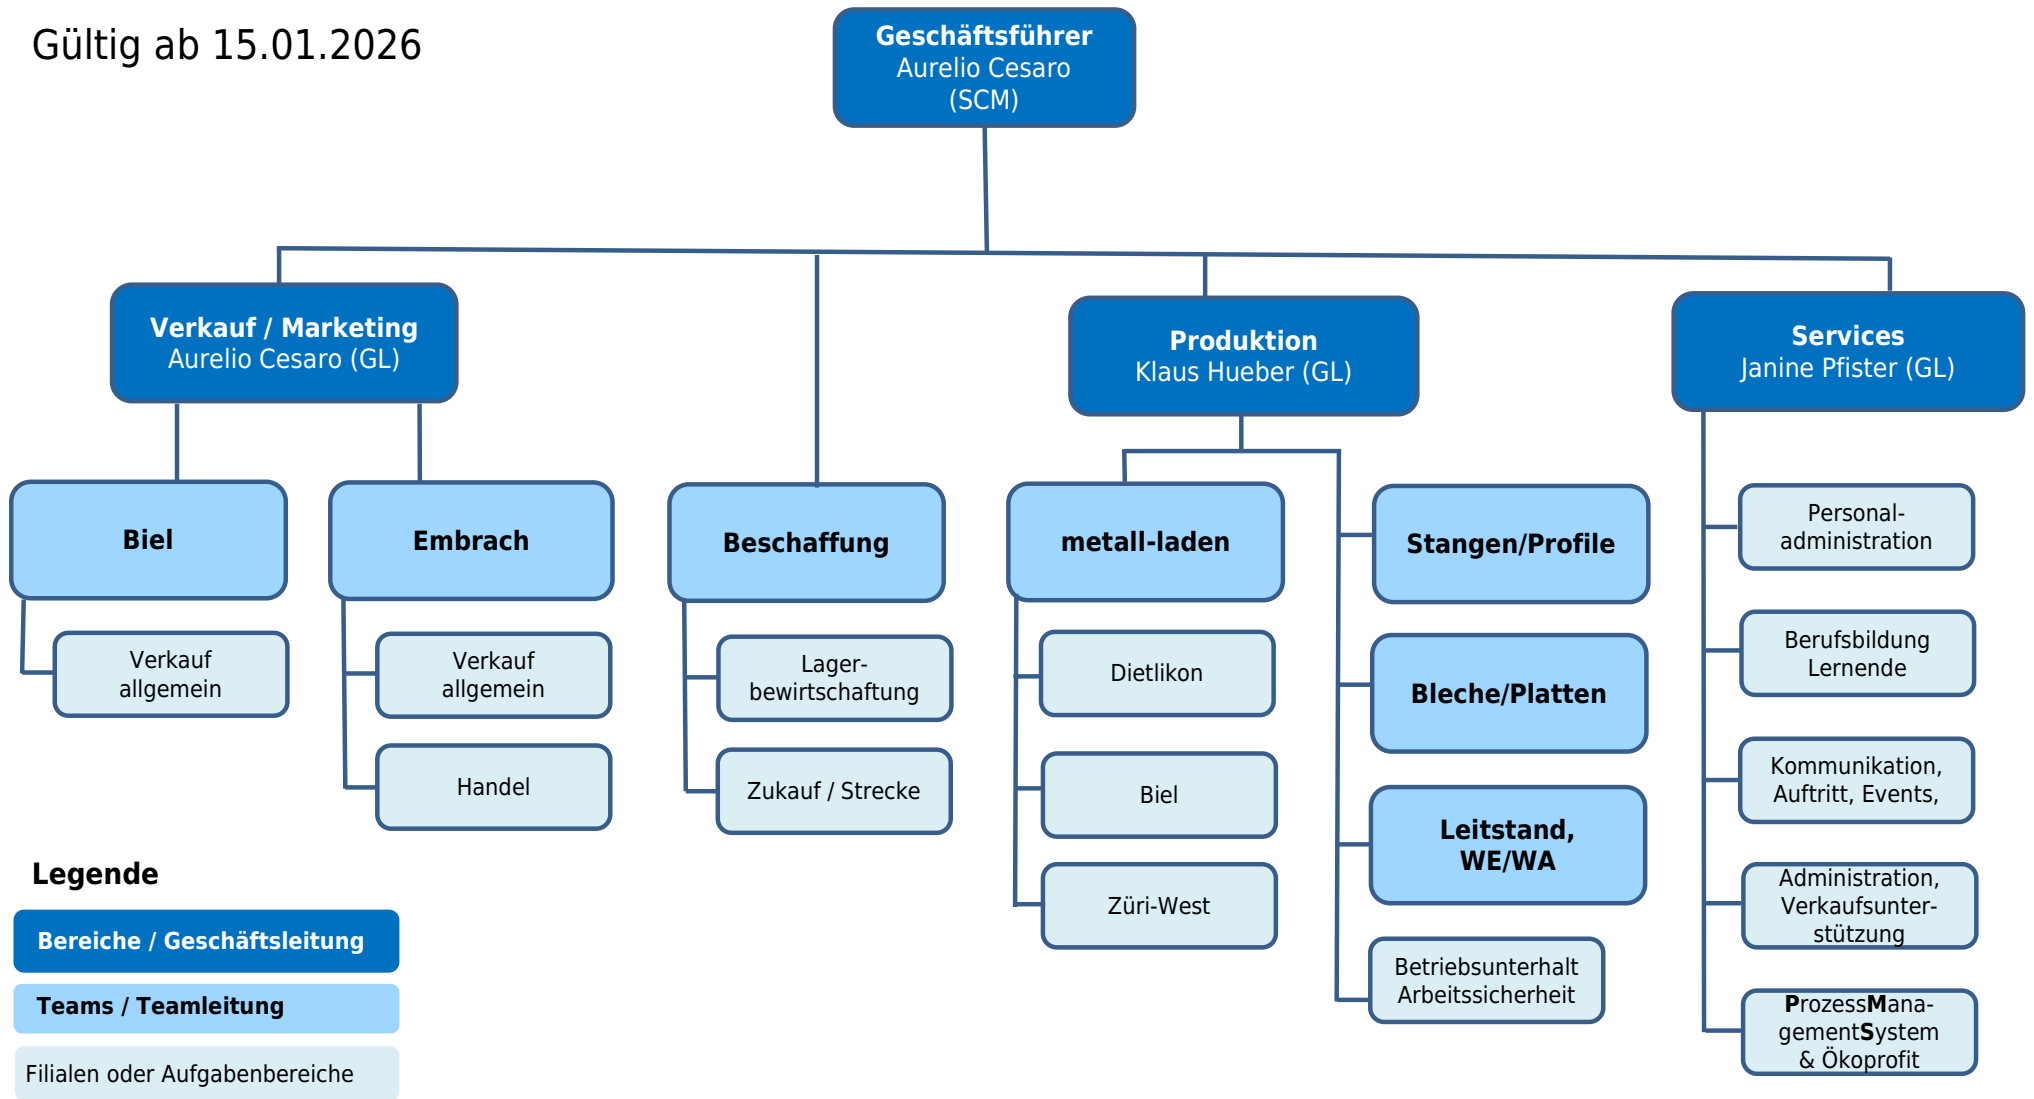 Gültig ab 15.01.2026
Geschäftsführer
Aurelio Cesaro
(SCM)
Verkauf / Marketing
Aurelio Cesaro (GL)
Produktion
Klaus Hueber (GL)
Services
Janine Pfister (GL)
Biel
Verkauf
allgemein
Embrach
Verkauf
allgemein
Handel
Beschaffung
Lager-
bewirtschaftung
Zukauf / Strecke
metall-laden
Dietlikon
Biel
Züri-West
Stangen/Profile
Bleche/Platten
Leitstand,
WE/WA
Betriebsunterhalt
Arbeitssicherheit
Personal-
administration
Berufsbildung
Lernende
Kommunikation,
Auftritt, Events,
Administration,
Verkaufsunter-
stützung
ProzessMana-
gementSystem
& Ökoprofit
Legende
Bereiche / Geschäftsleitung
Teams / Teamleitung
Filialen oder Aufgabenbereiche